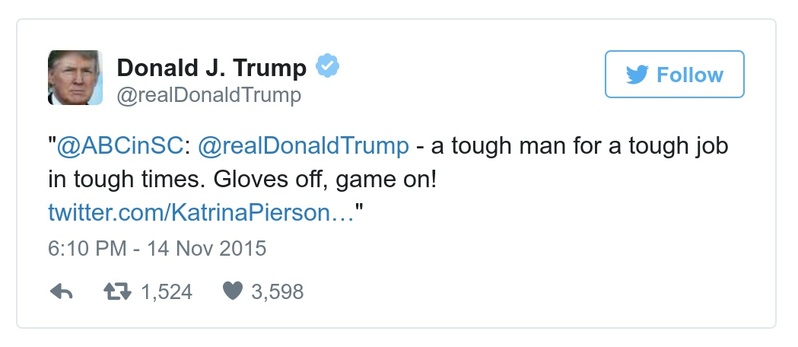 Donald J. Trump
@realDonaldTrump
Follow
"@ABCinSC: @realDonaldTrump - a tough man for a tough job
in tough times. Gloves off, game on!
twitter.com/KatrinaPierson…"
6:10 PM - 14 Nov 2015
1,524 3,598